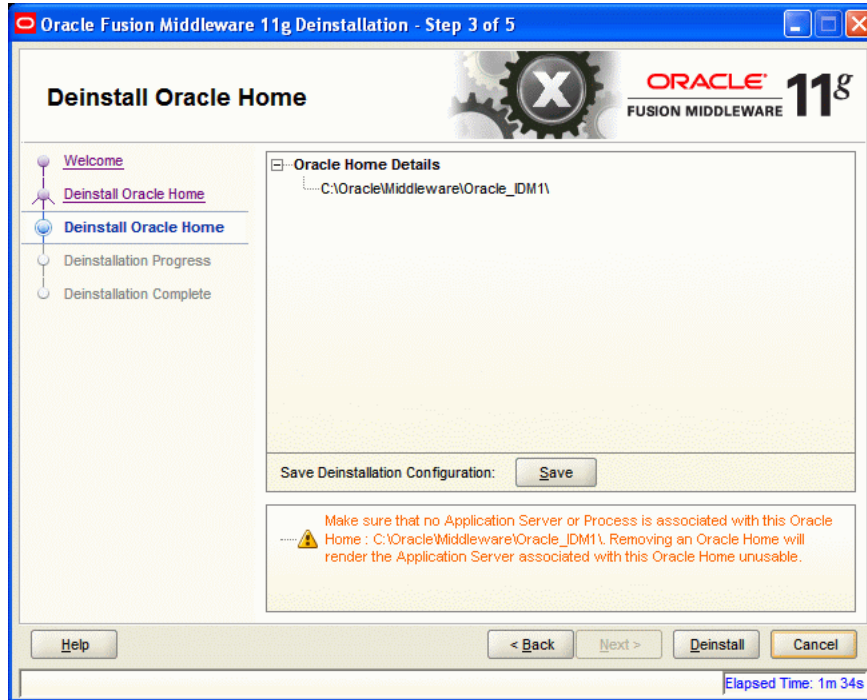 Oracle Fusion Middleware 11g Deinstallation - Step 3 of 5
Deinstall Oracle Home
X
ORACLE
FUSION MIDDLEWARE
11g
Welcome
Deinstall Oracle Home
Deinstall Oracle Home
Deinstallation Progress
Deinstallation Complete
Oracle Home Details
C:\Oracle\Middleware\Oracle_IDM1\
Save Deinstallation Configuration:
Save
Make sure that no Application Server or Process is associated with this Oracle
Home : C:\Oracle\Middleware\Oracle_IDM1\. Removing an Oracle Home will
render the Application Server associated with this Oracle Home unusable.
Help
< Back
Next >
Deinstall
Cancel
Elapsed Time: 1m 34s